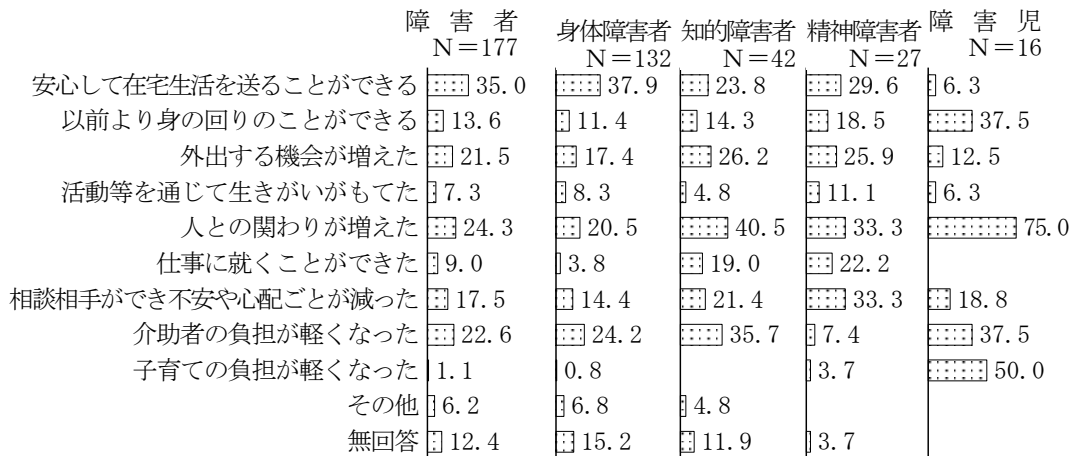 障 害 者 身体障害者 知的障害者 精神障害者 障 害 児
N＝177 N＝132 N＝42 N＝27 N＝16
安心して在宅生活を送ることができる 35.0 37.9 23.8 29.6 6.3
以前より身の回りのことができる 13.6 11.4 14.3 18.5 37.5
外出する機会が増えた 21.5 17.4 26.2 25.9 12.5
活動等を通じて生きがいがもてた 7.3 8.3 4.8 11.1 6.3
人との関わりが増えた 24.3 20.5 40.5 33.3 75.0
仕事に就くことができた 9.0 3.8 19.0 22.2
相談相手ができ不安や心配ごとが減った 17.5 14.4 21.4 33.3 18.8
介助者の負担が軽くなった 22.6 24.2 35.7 7.4 37.5
子育ての負担が軽くなった 1.1 0.8 3.7 50.0
その他 6.2 6.8 4.8
無回答 12.4 15.2 11.9 3.7